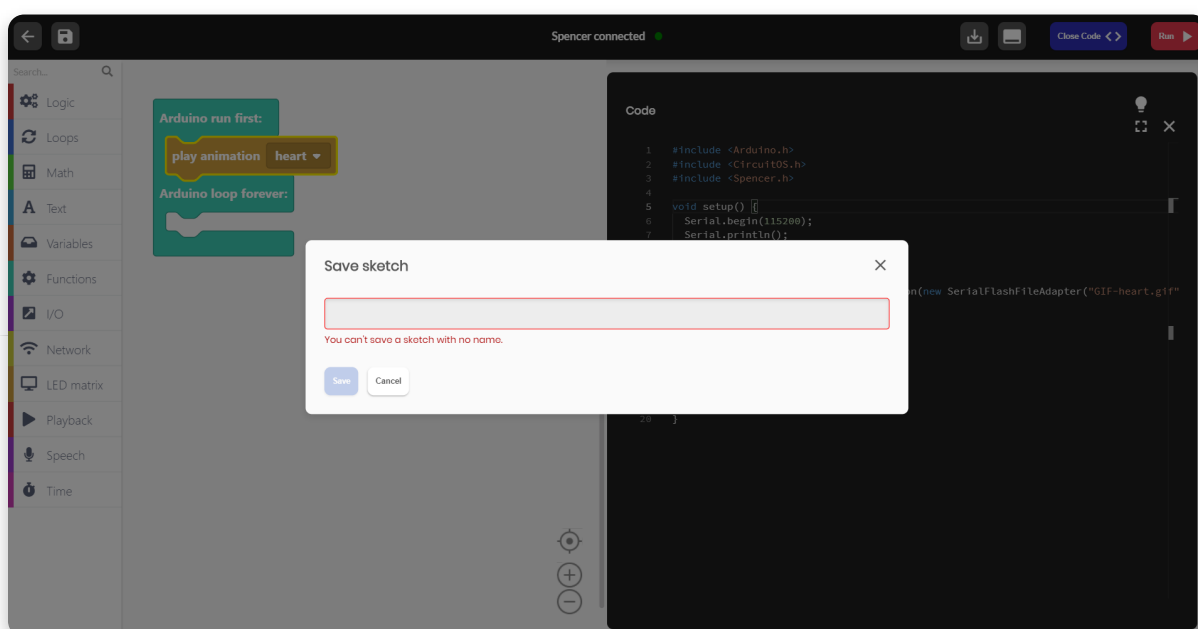 Spencer connected
Close Code
Run
Search...
Logic
Loops
Math
Text
Variables
Functions
I/O
Network
LED matrix
Playback
Speech
Time
Arduino run first:
play animation heart
Arduino loop forever:
Code
1 #include <Arduino.h>
2 #include <CircuitOS.h>
3 #include <Spencer.h>
4
5 void setup() {
6 Serial.begin(115200);
7 Serial.println();
n(new SerialFlashFileAdapter("GIF-heart.gif"
20 }
Save sketch
You can't save a sketch with no name.
Save
Cancel